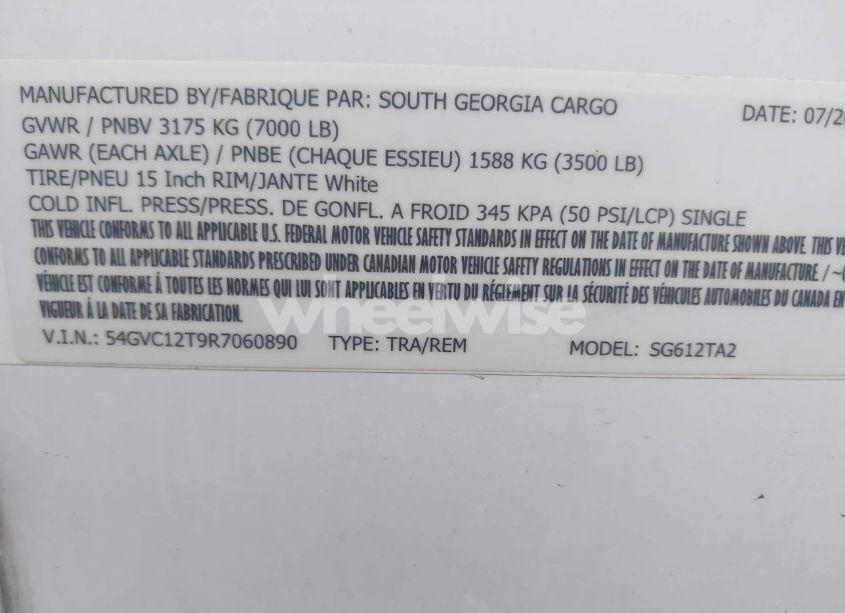 MANUFACTURED BY/FABRIQUE PAR: SOUTH GEORGIA CARGO DATE: 07/20
GVWR / PNBV 3175 KG (7000 LB)
GAWR (EACH AXLE) / PNBE (CHAQUE ESSIEU) 1588 KG (3500 LB)
TIRE/PNEU 15 Inch RIM/JANTE White
COLD INFL. PRESS/PRESS. DE GONFL. A FROID 345 KPA (50 PSI/LCP) SINGLE
THIS VEHICLE CONFORMS TO ALL APPLICABLE U.S. FEDERAL MOTOR VEHICLE SAFETY STANDARDS IN EFFECT ON THE DATE OF MANUFACTURE SHOWN ABOVE. THIS VE
CONFORMS TO ALL APPLICABLE STANDARDS PRESCRIBED UNDER CANADIAN MOTOR VEHICLE SAFETY REGULATIONS IN EFFECT ON THE DATE OF MANUFACTURE / ~C
VÉHICLE EST CONFORME À TOUTES LES NORMES QUI LUI SONT APPLICABLES EN VERTU DU RÉGLEMENT SUR LA SÉCURITÉ DES VÉHICULES AUTOMOBILES DU CANADA EN
VIGUEUR À LA DATE DE SA FABRICATION.
wheelwise
V.I.N.: 54GVC12T9R7060890 TYPE: TRA/REM MODEL: SG612TA2